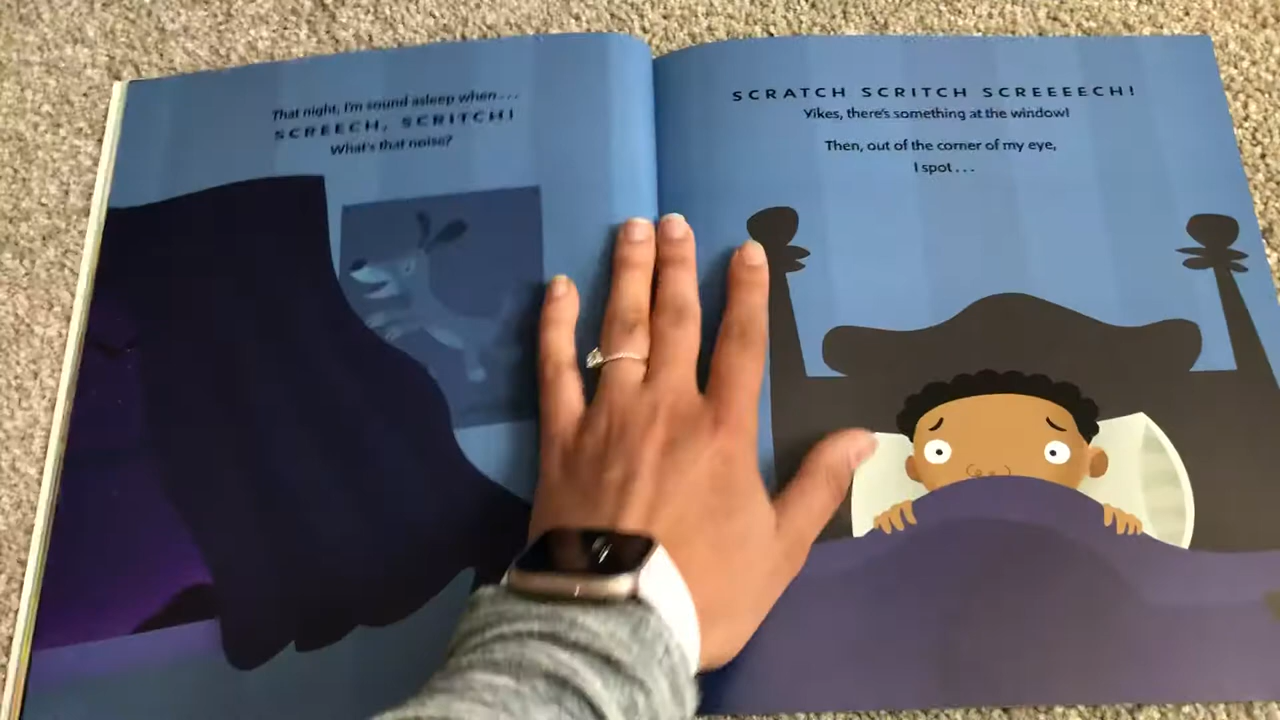 That night, I'm sound asleep when...
SCREECH, SCRITCH!
What's that noise?
SCRATCH SCRITCH SCREEEECH!
Yikes, there's something at the window!
Then, out of the corner of my eye,
I spot...